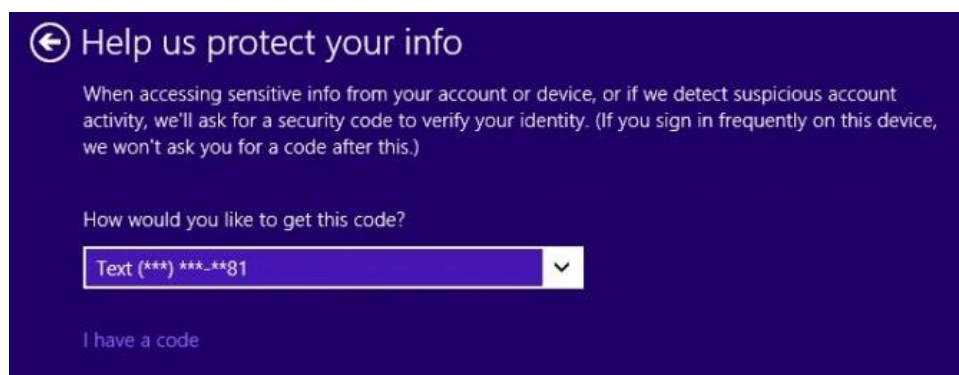 Help us protect your info
When accessing sensitive info from your account or device, or if we detect suspicious account
activity, we'll ask for a security code to verify your identity. (If you sign in frequently on this device,
we won't ask you for a code after this.)
How would you like to get this code?
Text (***) ***-**81
I have a code